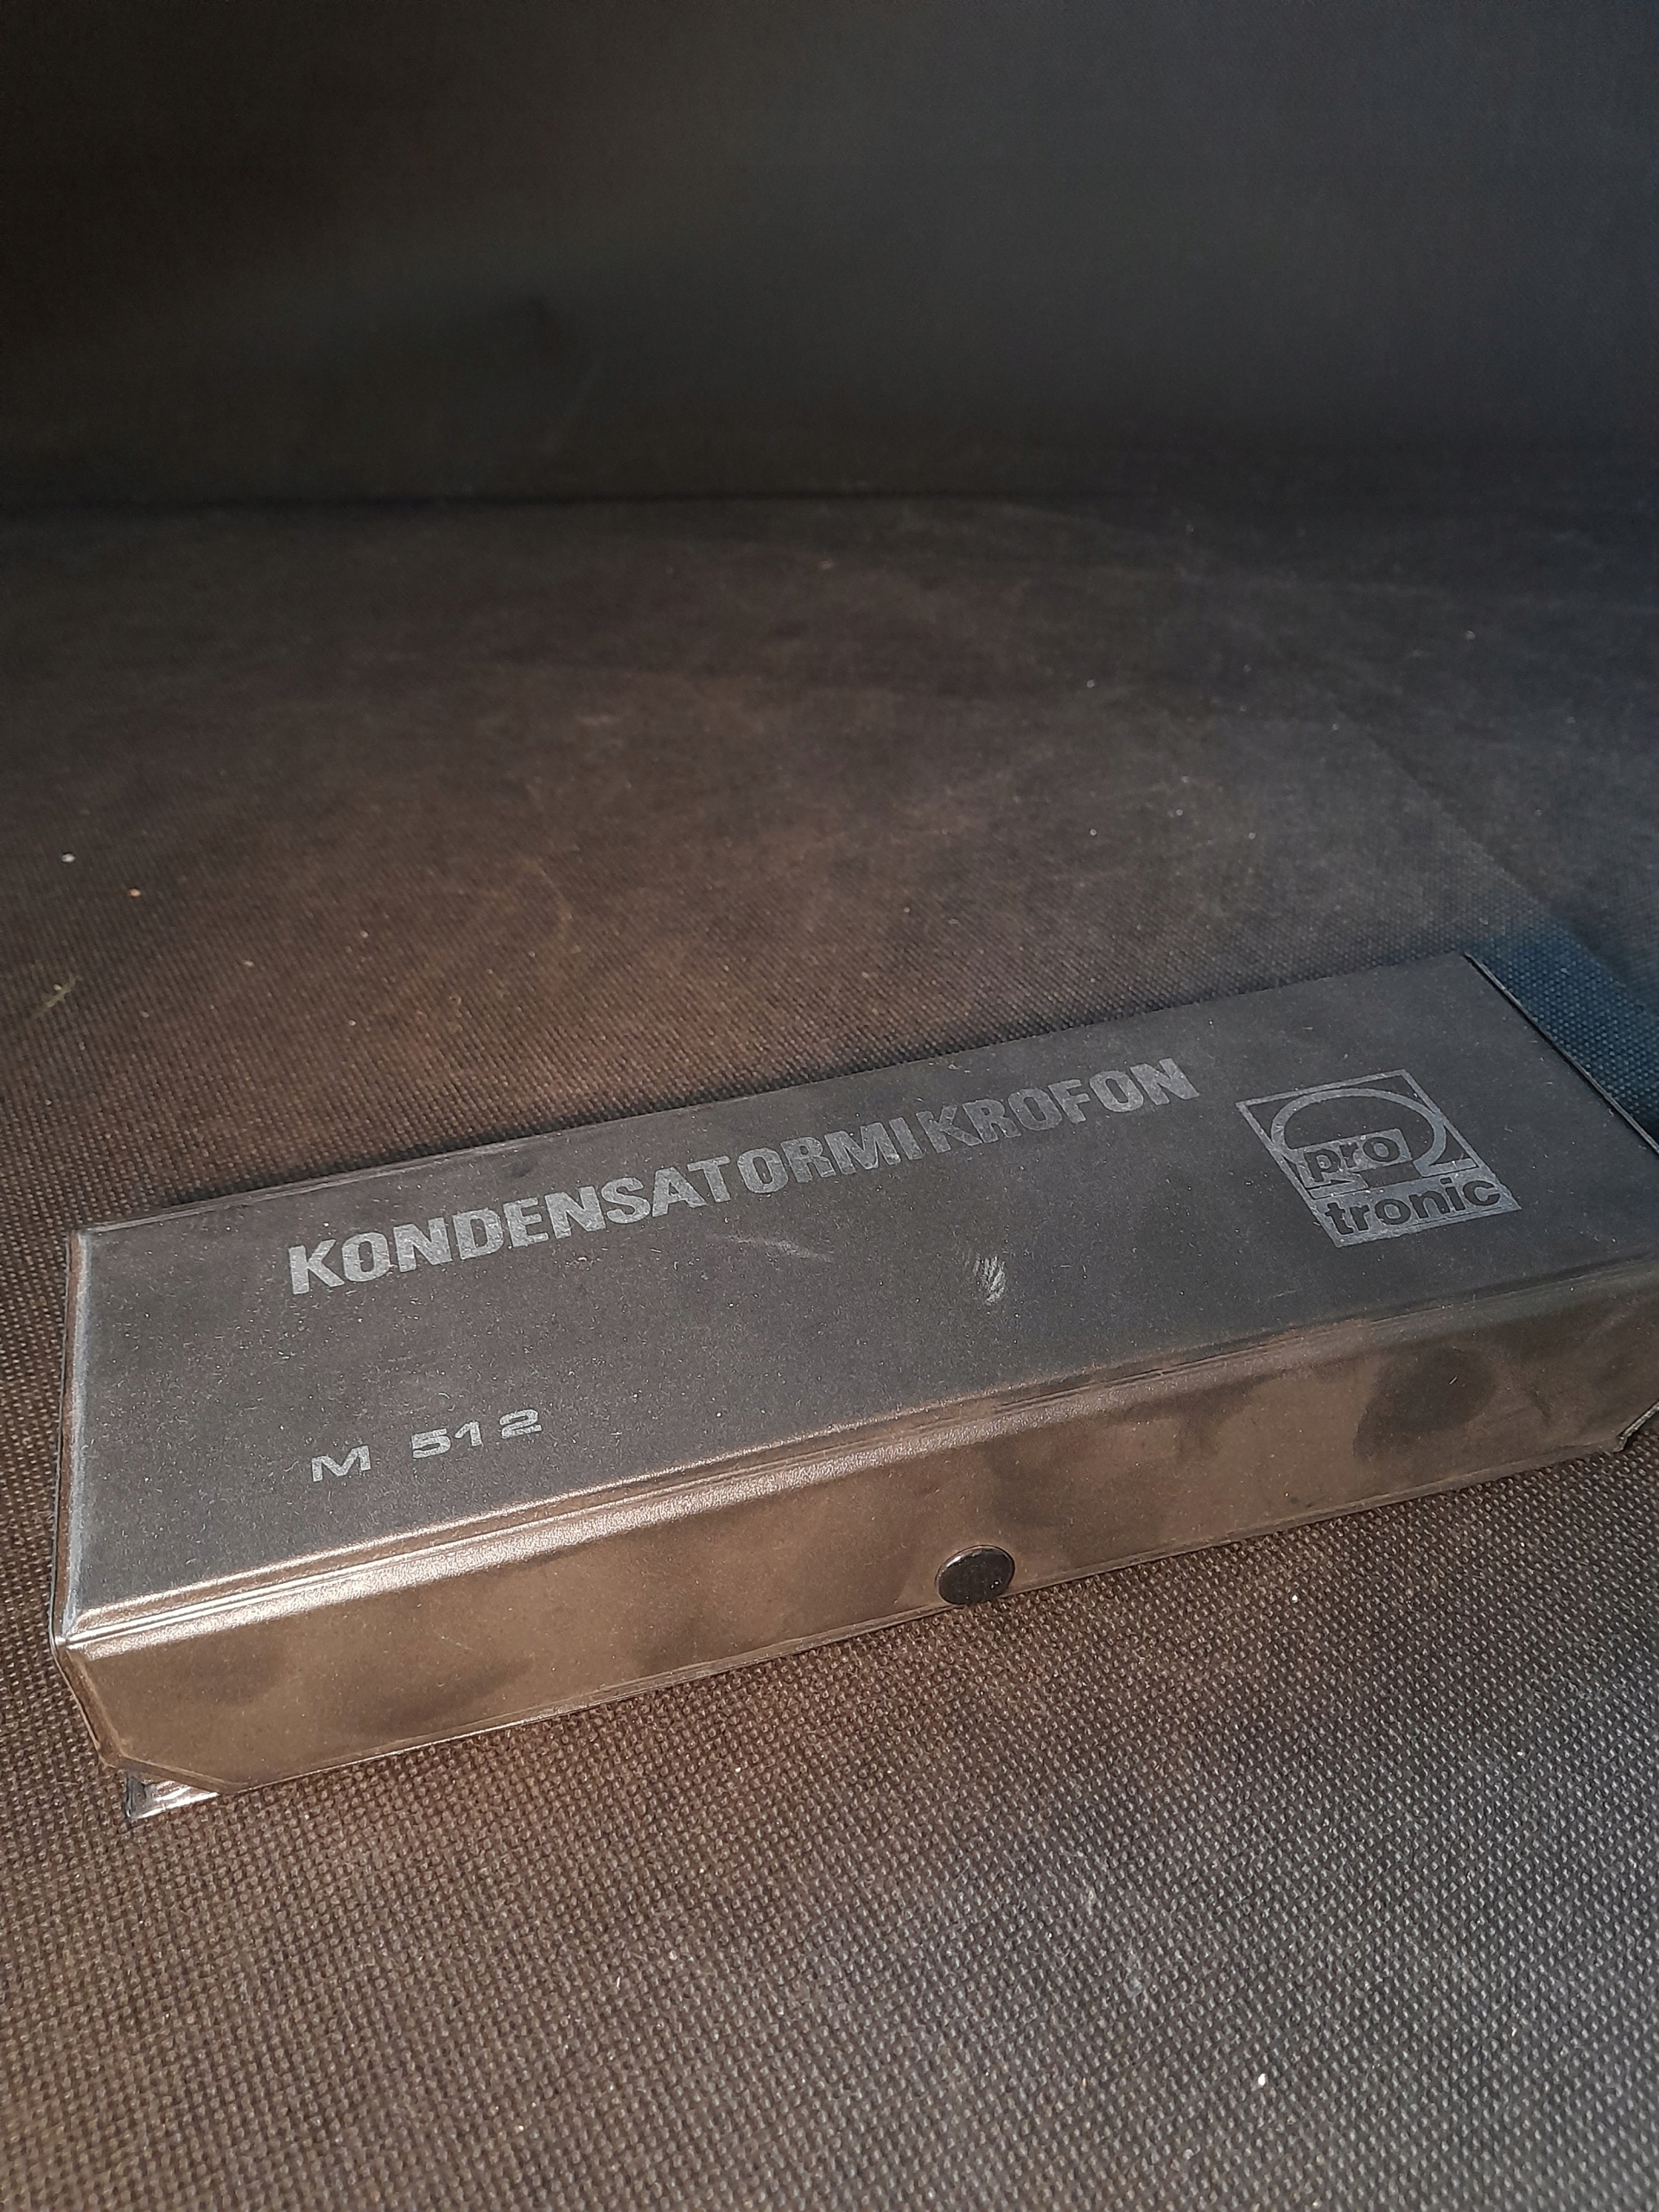 KONDENSATORMIKROFON
pro
tronic
M 512